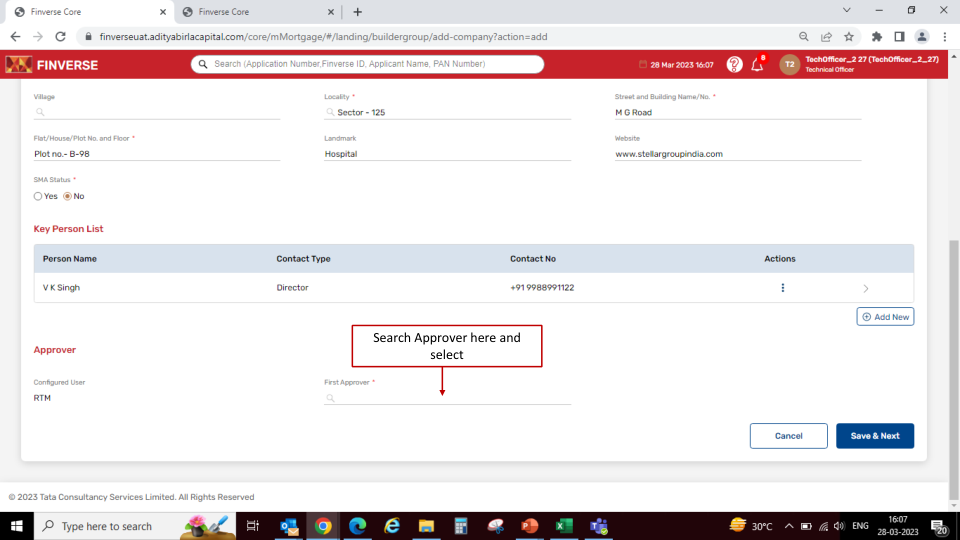 Finverse Core
Finverse Core
finverseuat.adityabirlacapital.com/core/mMortgage/#/landing/buildergroup/add-company?action=add
FINVERSE
Search (Application Number,Finverse ID, Applicant Name, PAN Number)
28 Mar 2023 16:07
8
T2
TechOfficer_2 27 (TechOfficer_2_27)
Technical Officer
Village
Locality *
Street and Building Name/No. *
Sector - 125
M G Road
Flat/House/Plot No. and Floor *
Landmark
Website
Plot no.- B-98
Hospital
www.stellargroupindia.com
SMA Status *
Yes
No
Key Person List
Person Name
Contact Type
Contact No
Actions
V K Singh
Director
+91 9988991122
Add New
Search Approver here and
select
Approver
Configured User
First Approver *
RTM
Cancel
Save & Next
© 2023 Tata Consultancy Services Limited. All Rights Reserved
Type here to search
30°C
ENG
16:07
28-03-2023
20